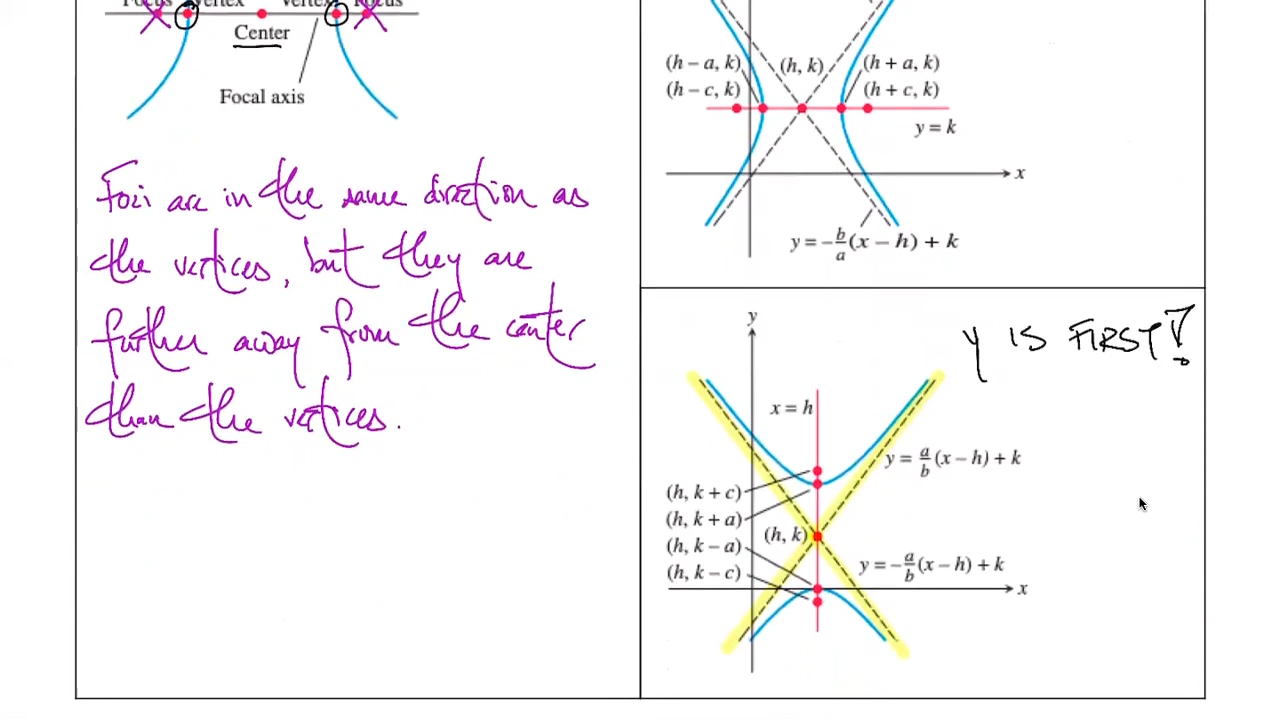 Focus Vertex Vertex Focus
Center
Focal axis
Foci are in the same direction as
the vertices, but they are
further away from the center
than the vertices.
(h − a, k)
(h, k)
(h + a, k)
(h − c, k)
(h + c, k)
y = k
x
y = −b/a(x − h) + k
y
y IS FIRST!
x = h
y = a/b(x − h) + k
(h, k + c)
(h, k + a)
(h, k)
(h, k − a)
(h, k − c)
y = −a/b(x − h) + k
x